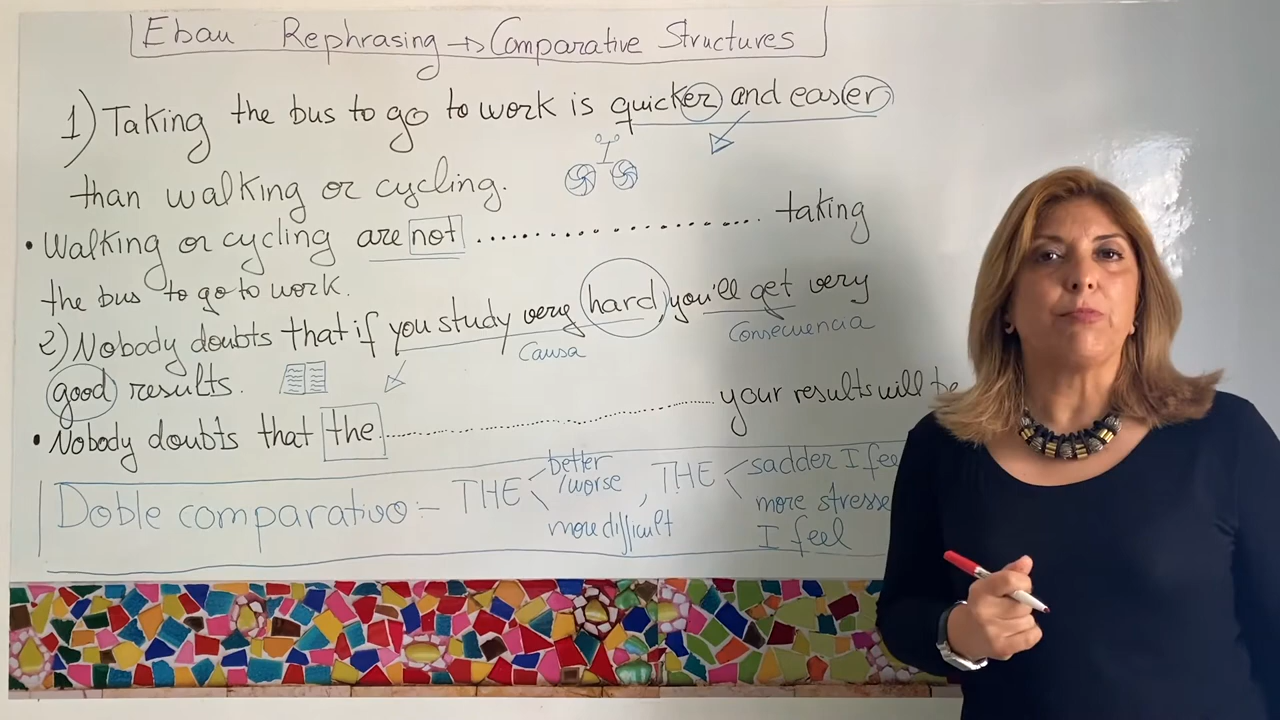 Ebau Rephrasing → Comparative Structures
1) Taking the bus to go to work is quicker and easier
than walking or cycling.
• Walking or cycling are not .................... taking
the bus to go to work.
2) Nobody doubts that if you study very hard, you'll get very
Causa Consecuencia
good results.
• Nobody doubts that the .................... your results will be
Doble comparativo:- THE better /worse , THE sadder I feel
more difficult more
I feel